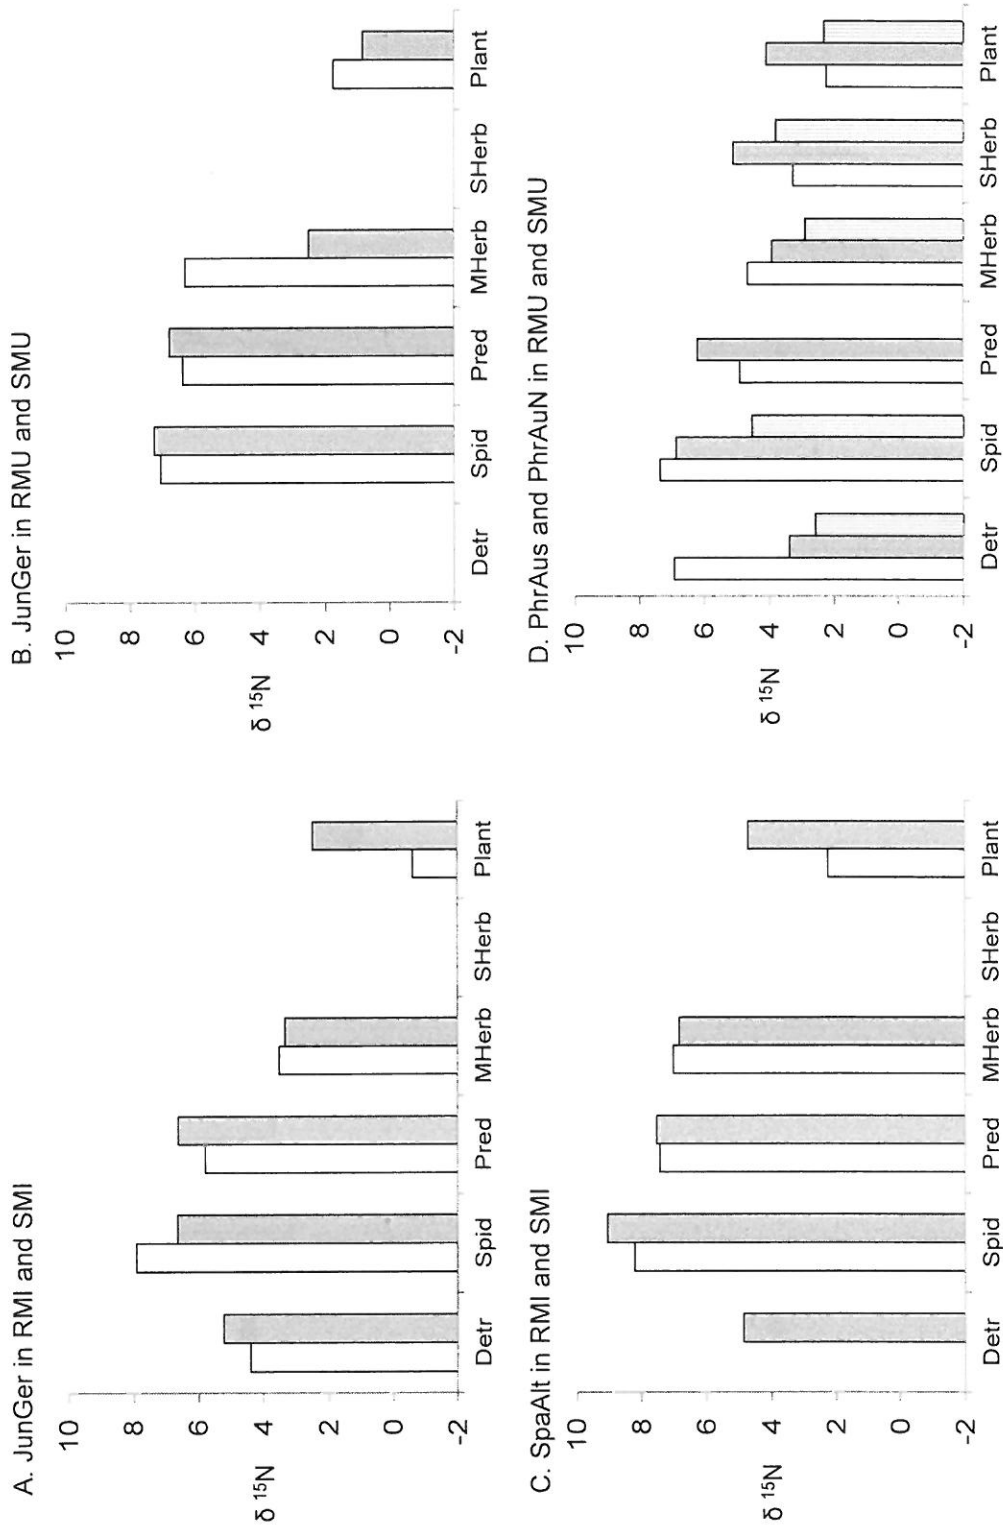 A. JunGer in RMI and SMI
δ ¹⁵N
10
8
6
4
2
0
-2
Detr Spid Pred MHerb SHerb Plant
B. JunGer in RMU and SMU
δ ¹⁵N
10
8
6
4
2
0
-2
Detr Spid Pred MHerb SHerb Plant
C. SpaAlt in RMI and SMI
δ ¹⁵N
10
8
6
4
2
0
-2
Detr Spid Pred MHerb SHerb Plant
D. PhrAus and PhrAuN in RMU and SMU
δ ¹⁵N
10
8
6
4
2
0
-2
Detr Spid Pred MHerb SHerb Plant